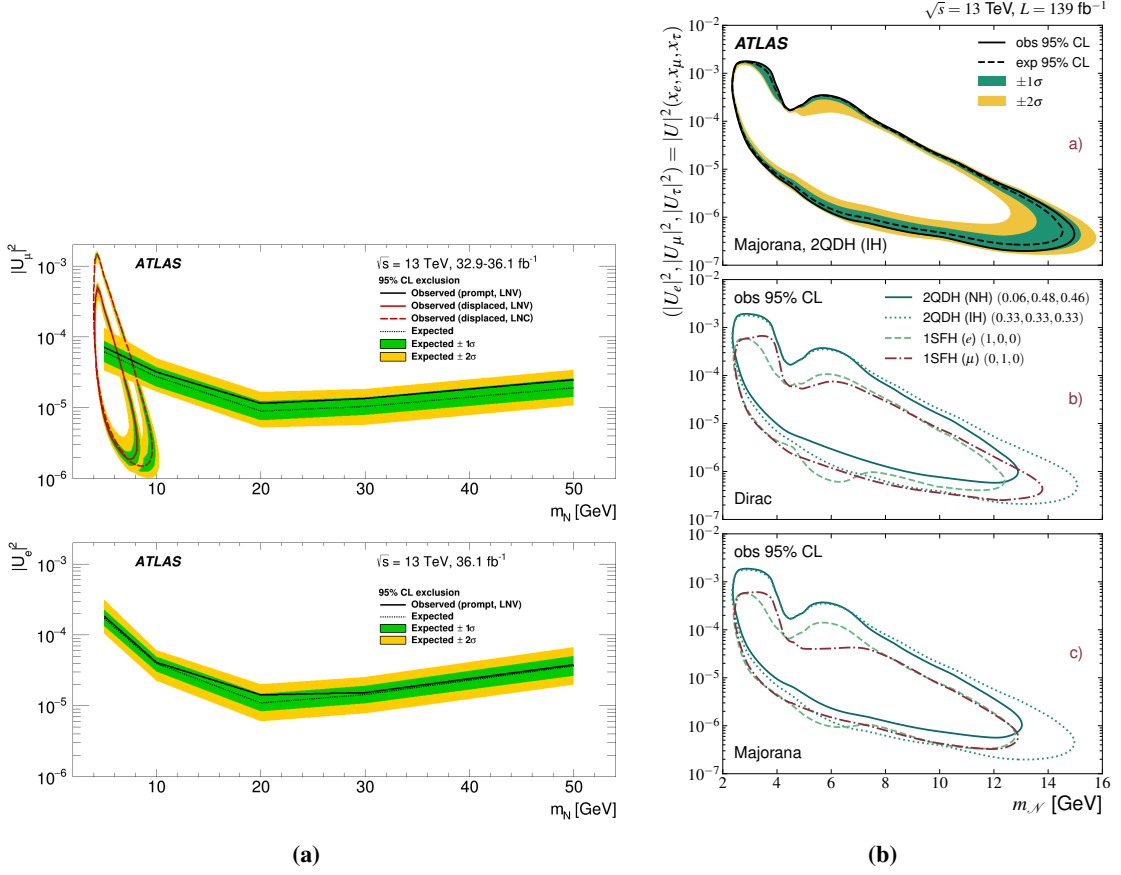 |U_μ|²
10⁻³
10⁻⁴
10⁻⁵
10⁻⁶
ATLAS
√s = 13 TeV, 32.9-36.1 fb⁻¹
95% CL exclusion
Observed (prompt, LNV)
Observed (displaced, LNV)
Observed (displaced, LNC)
Expected
Expected ± 1σ
Expected ± 2σ
10 20 30 40 50
m_N [GeV]
|U_e|²
10⁻³
10⁻⁴
10⁻⁵
10⁻⁶
ATLAS
√s = 13 TeV, 36.1 fb⁻¹
95% CL exclusion
Observed (prompt, LNV)
Expected
Expected ± 1σ
Expected ± 2σ
10 20 30 40 50
m_N [GeV]
(a)
√s = 13 TeV, L = 139 fb⁻¹
(|U_e|², |U_μ|², |U_τ|²) = |U|²(x_e, x_μ, x_τ)
10⁻²
10⁻³
10⁻⁴
10⁻⁵
10⁻⁶
10⁻⁷
ATLAS
obs 95% CL
exp 95% CL
±1σ
±2σ
a)
Majorana, 2QDH (IH)
10⁻²
10⁻³
10⁻⁴
10⁻⁵
10⁻⁶
10⁻⁷
obs 95% CL
2QDH (NH) (0.06, 0.48, 0.46)
2QDH (IH) (0.33, 0.33, 0.33)
1SFH (e) (1, 0, 0)
1SFH (μ) (0, 1, 0)
b)
Dirac
10⁻²
10⁻³
10⁻⁴
10⁻⁵
10⁻⁶
10⁻⁷
obs 95% CL
c)
Majorana
2 4 6 8 10 12 14 16
m_𝒩 [GeV]
(b)